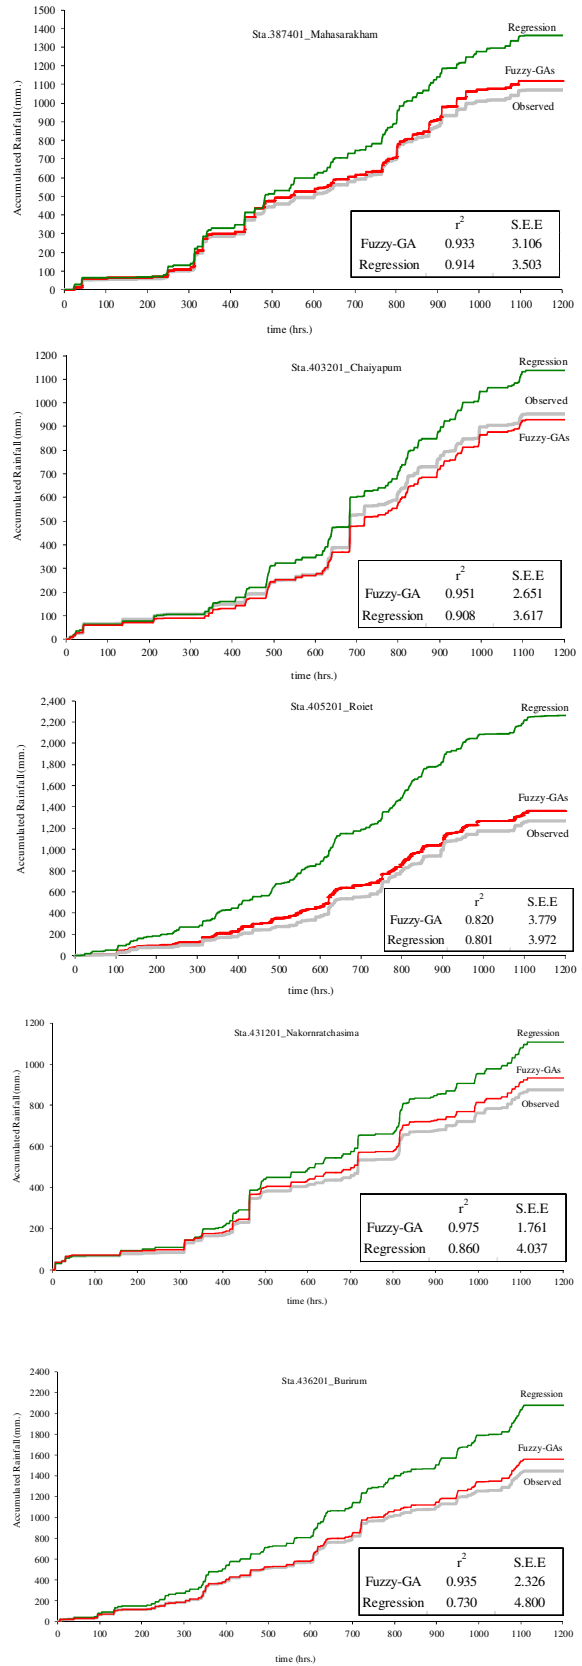 Sta.387401_Mahasarakham
Accumulated Rainfall(mm.)
1500
1400
1300
1200
1100
1000
900
800
700
600
500
400
300
200
100
0
Regression
Fuzzy-GAs
Observed
r2 S.E.E
Fuzzy-GA 0.933 3.106
Regression 0.914 3.503
0 100 200 300 400 500 600 700 800 900 1000 1100 1200
time (hrs.)
Sta.403201_Chaiyapum
Accumulated Rainfall(mm.)
1200
1100
1000
900
800
700
600
500
400
300
200
100
0
Regression
Observed
Fuzzy-GAs
r2 S.E.E
Fuzzy-GA 0.951 2.651
Regression 0.908 3.617
0 100 200 300 400 500 600 700 800 900 1000 1100 1200
time (hrs.)
Sta.405201_Roiet
Accumulated Rainfall(mm.)
2,400
2,200
2,000
1,800
1,600
1,400
1,200
1,000
800
600
400
200
0
Regression
Fuzzy-GAs
Observed
r2 S.E.E
Fuzzy-GA 0.820 3.779
Regression 0.801 3.972
0 100 200 300 400 500 600 700 800 900 1000 1100 1200
time (hrs.)
Sta.431201_Nakornratchasima
Accumulated Rainfall(mm.)
1200
1000
800
600
400
200
0
Regression
Fuzzy-GAs
Observed
r2 S.E.E
Fuzzy-GA 0.975 1.761
Regression 0.860 4.037
0 100 200 300 400 500 600 700 800 900 1000 1100 1200
time (hrs.)
Sta.436201_Burirum
Accumulated Rainfall(mm.)
2400
2200
2000
1800
1600
1400
1200
1000
800
600
400
200
0
Regression
Fuzzy-GAs
Observed
r2 S.E.E
Fuzzy-GA 0.935 2.326
Regression 0.730 4.800
0 100 200 300 400 500 600 700 800 900 1000 1100 1200
time (hrs.)